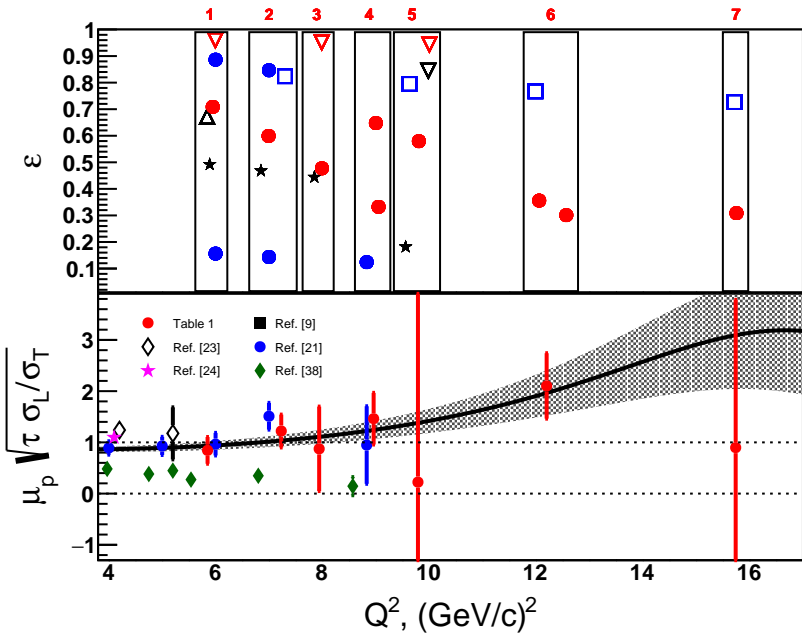 1 2 3 4 5 6 7
1
0.9
0.8
0.7
0.6
0.5
0.4
0.3
0.2
0.1
ε
3
2
1
0
−1
μp √τ σL/σT
Table 1 Ref. [9]
Ref. [23] Ref. [21]
Ref. [24] Ref. [38]
4 6 8 10 12 14 16
Q², (GeV/c)²